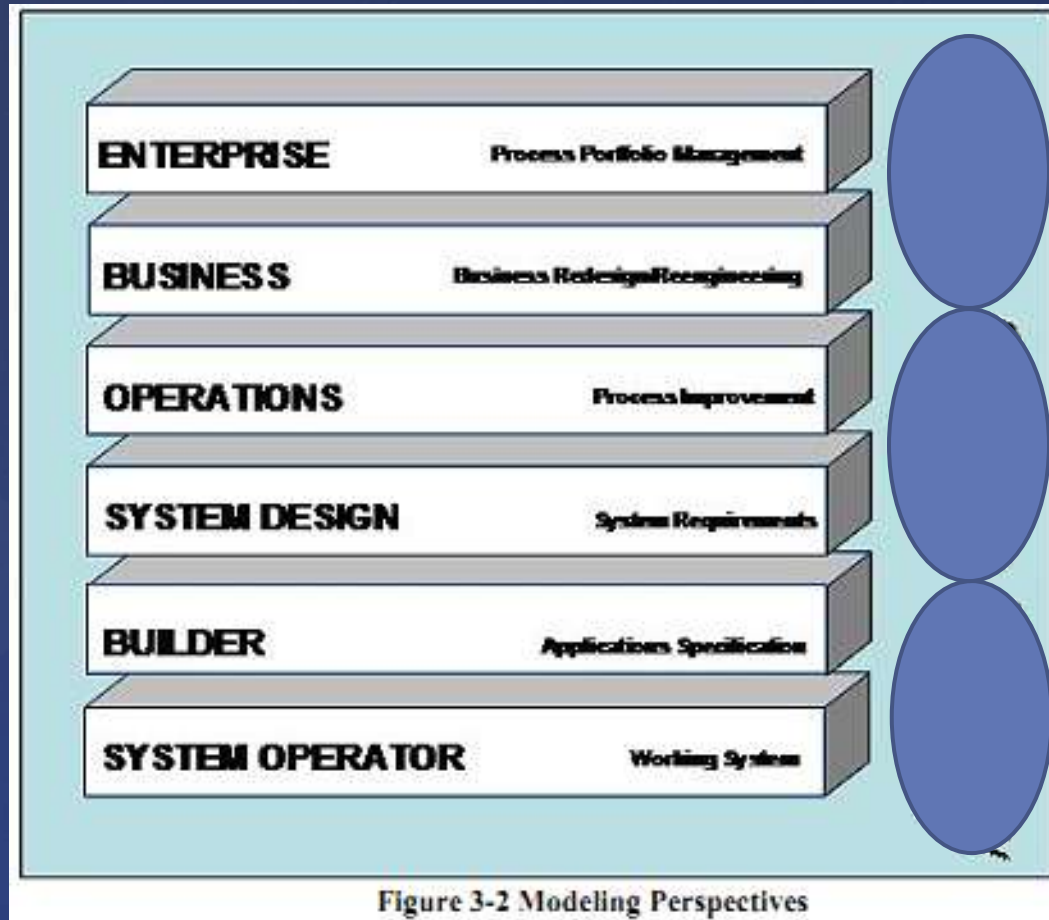 ENTERPRISE Process Portfolio Management
BUSINESS Business Redesign/Reengineering
OPERATIONS Process Improvement
SYSTEM DESIGN System Requirements
BUILDER Applications Specification
SYSTEM OPERATOR Working System
Figure 3-2 Modeling Perspectives